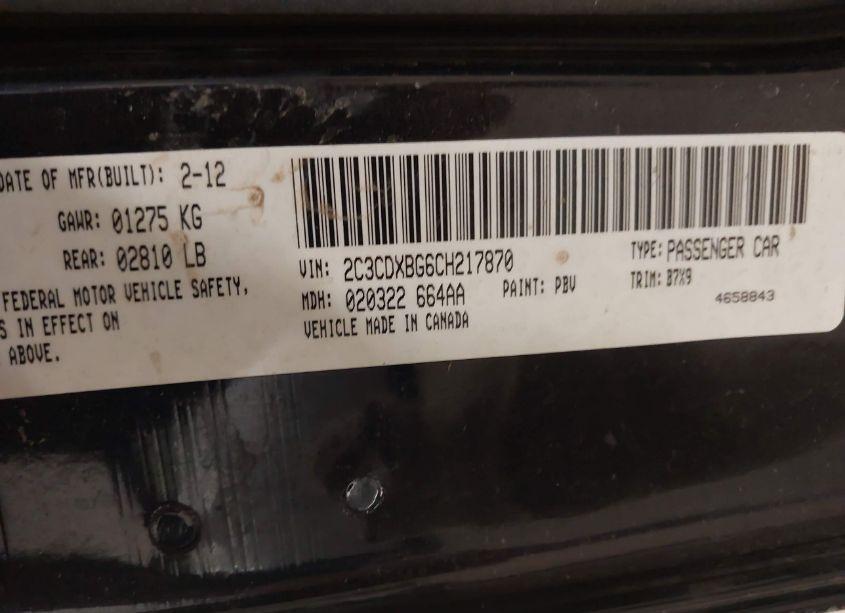 DATE OF MFR(BUILT): 2-12
GAWR: 01275 KG
REAR: 02810 LB
FEDERAL MOTOR VEHICLE SAFETY,
S IN EFFECT ON
ABOVE.
VIN: 2C3CDXBG6CH217870
TYPE: PASSENGER CAR
MDH: 020322 664AA
PAINT: PBV
TRIM: B7X9
VEHICLE MADE IN CANADA
4658843